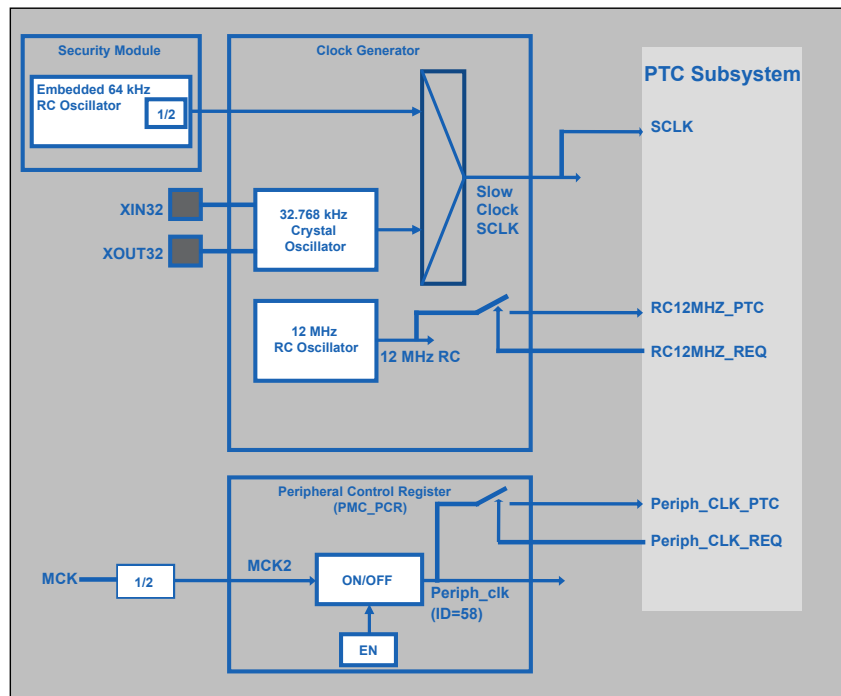 Security Module
Embedded 64 kHz
RC Oscillator
1/2
Clock Generator
PTC Subsystem
SCLK
XIN32
XOUT32
32.768 kHz
Crystal
Oscillator
Slow
Clock
SCLK
12 MHz
RC Oscillator
12 MHz RC
RC12MHZ_PTC
RC12MHZ_REQ
Peripheral Control Register
(PMC_PCR)
Periph_CLK_PTC
Periph_CLK_REQ
MCK
1/2
MCK2
ON/OFF
Periph_clk
(ID=58)
EN